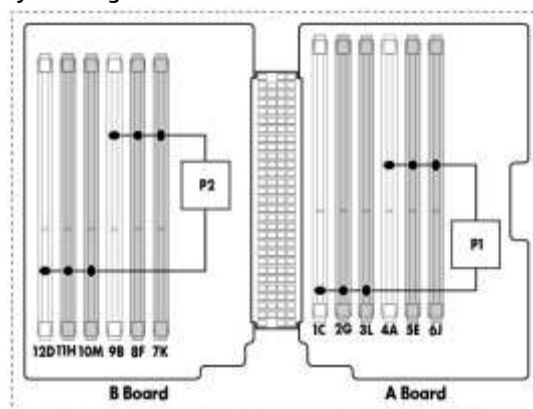 P2
P1
12D 11H 10M 9B 8F 7K
1C 2G 3L 4A 5E 6J
B Board
A Board